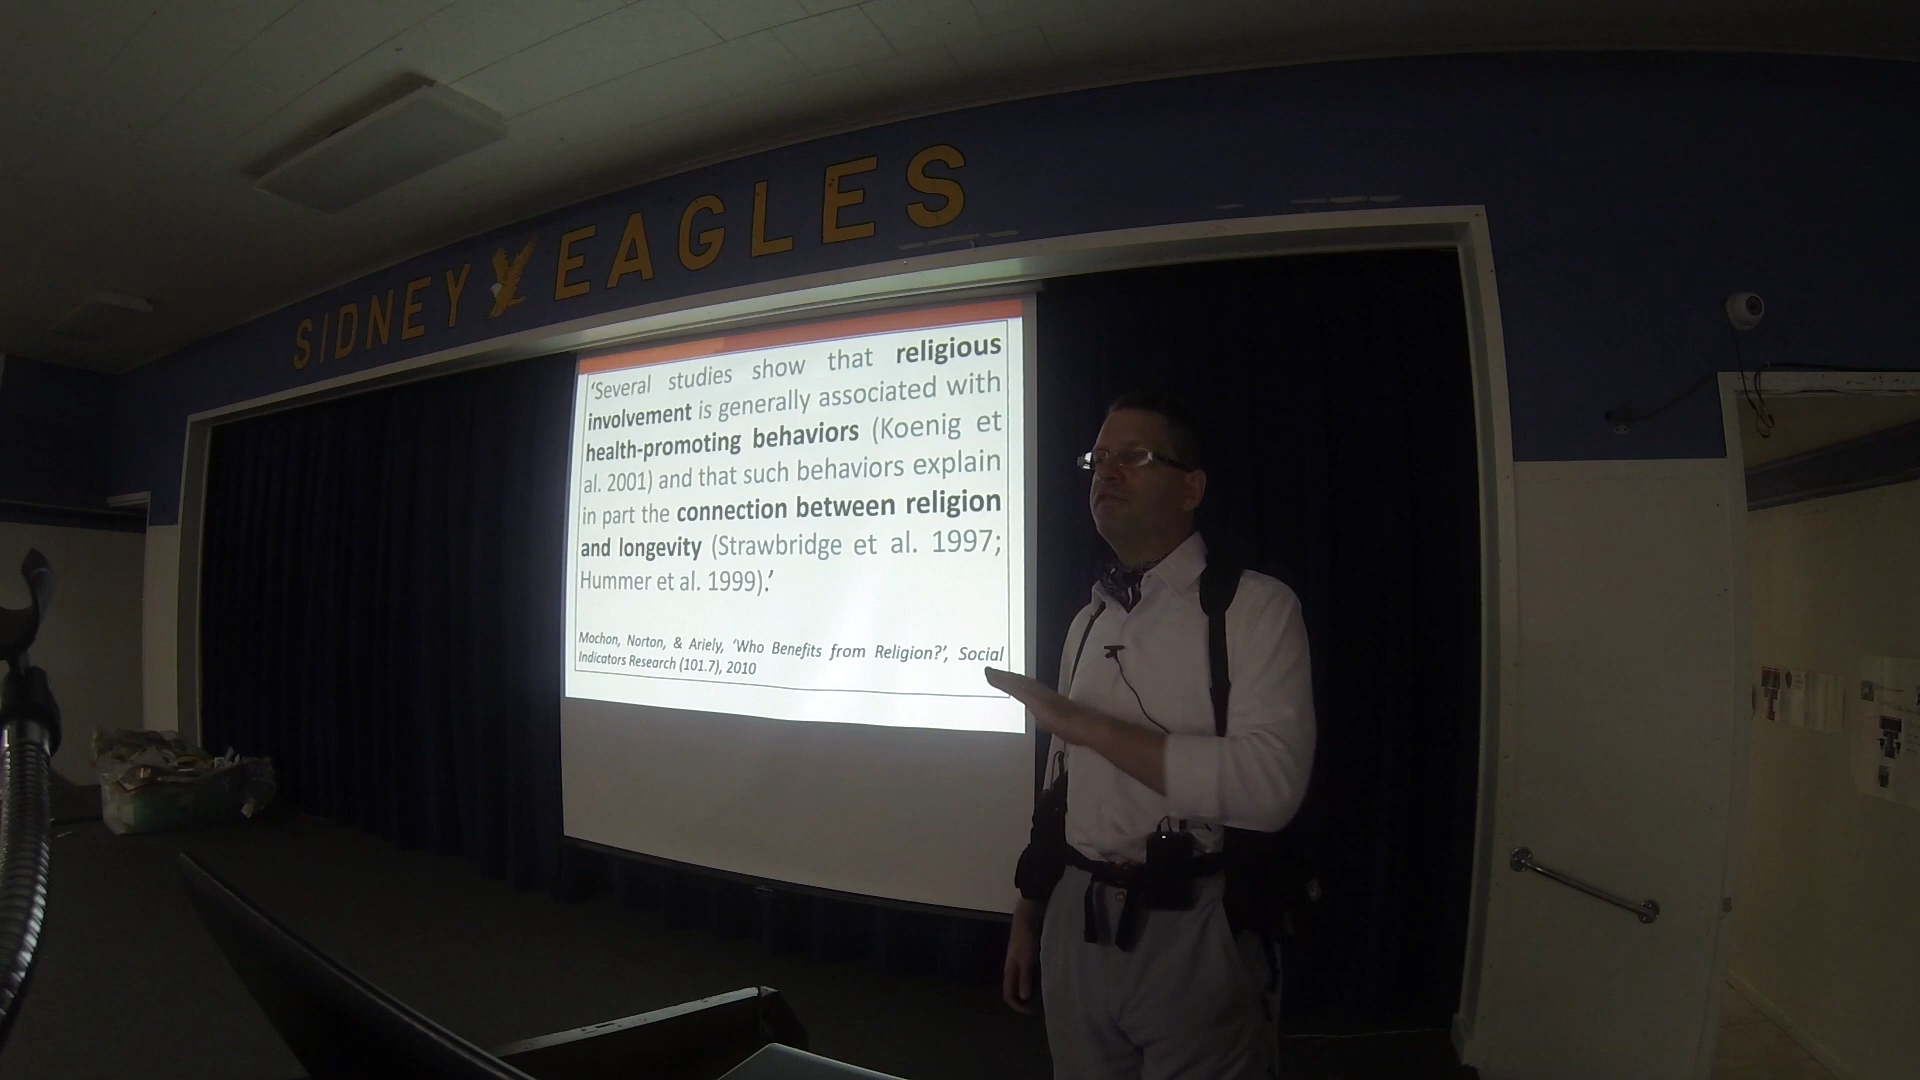 SIDNEY EAGLES
‘Several studies show that religious
involvement is generally associated with
health-promoting behaviors (Koenig et
al. 2001) and that such behaviors explain
in part the connection between religion
and longevity (Strawbridge et al. 1997;
Hummer et al. 1999).’
Mochon, Norton, & Ariely, ‘Who Benefits from Religion?’, Social
Indicators Research (101.7), 2010